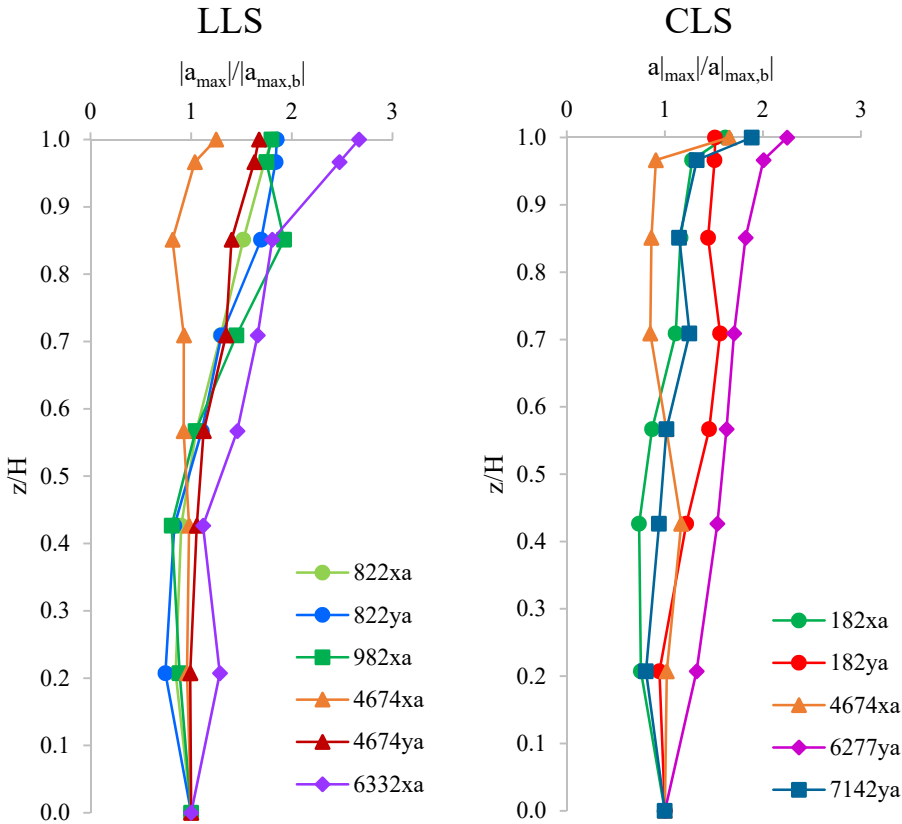 LLS
|a_max|/|a_max,b|
0 1 2 3
1.0
0.9
0.8
0.7
0.6
0.5
0.4
0.3
0.2
0.1
0.0
z/H
822xa
822ya
982xa
4674xa
4674ya
6332xa
CLS
a|_max|/a|_max,b|
0 1 2 3
1.0
0.9
0.8
0.7
0.6
0.5
0.4
0.3
0.2
0.1
0.0
z/H
182xa
182ya
4674xa
6277ya
7142ya